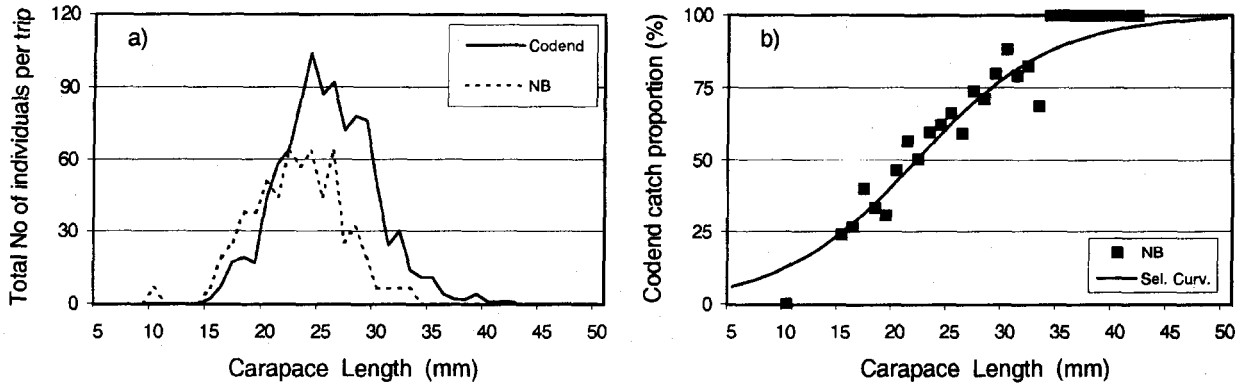 a)
Total No of individuals per trip
120
90
60
30
0
Codend
NB
5 10 15 20 25 30 35 40 45 50
Carapace Length (mm)
b)
Codend catch proportion (%)
100
75
50
25
0
NB
Sel. Curv.
5 10 15 20 25 30 35 40 45 50
Carapace Length (mm)